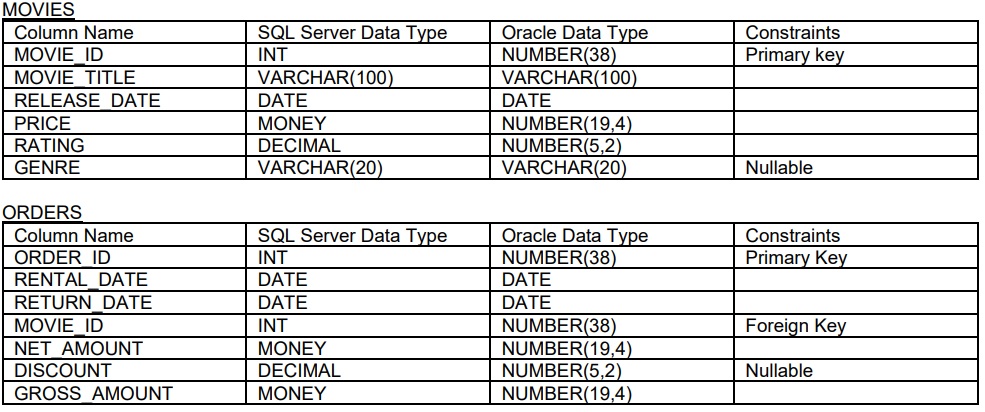 MOVIES
Column Name SQL Server Data Type Oracle Data Type Constraints
MOVIE_ID INT NUMBER(38) Primary key
MOVIE_TITLE VARCHAR(100) VARCHAR(100)
RELEASE_DATE DATE DATE
PRICE MONEY NUMBER(19,4)
RATING DECIMAL NUMBER(5,2)
GENRE VARCHAR(20) VARCHAR(20) Nullable
ORDERS
Column Name SQL Server Data Type Oracle Data Type Constraints
ORDER_ID INT NUMBER(38) Primary Key
RENTAL_DATE DATE DATE
RETURN_DATE DATE DATE
MOVIE_ID INT NUMBER(38) Foreign Key
NET_AMOUNT MONEY NUMBER(19,4)
DISCOUNT DECIMAL NUMBER(5,2) Nullable
GROSS_AMOUNT MONEY NUMBER(19,4)